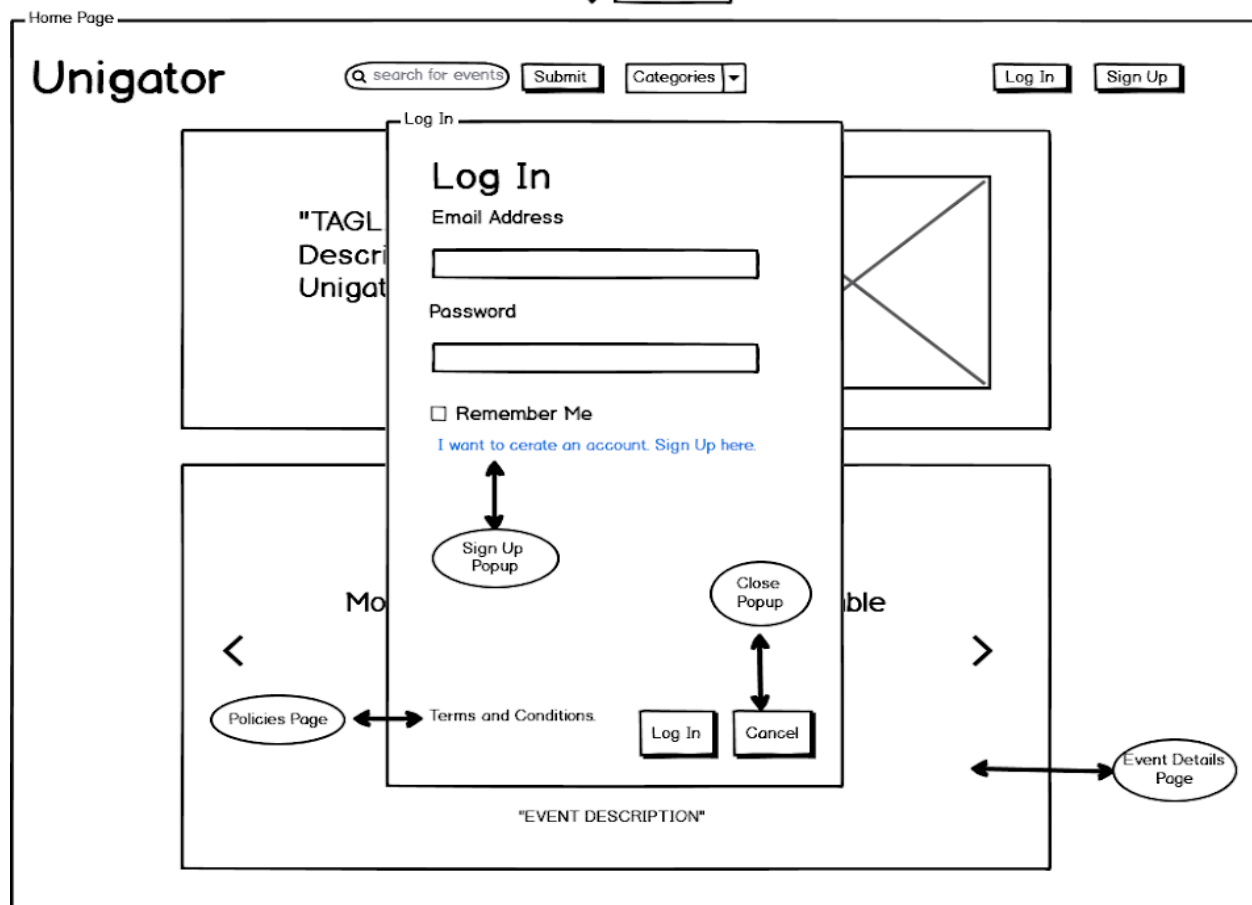 Home Page
Unigator
search for events
Submit
Categories
Log In
Sign Up
Log In
Log In
Email Address
"TAGL
Descri
Unigat
Password
Remember Me
I want to cerate an account. Sign Up here.
Sign Up
Popup
Close
Popup
Mo
ble
Policies Page
Terms and Conditions.
Log In
Cancel
Event Details
Page
"EVENT DESCRIPTION"